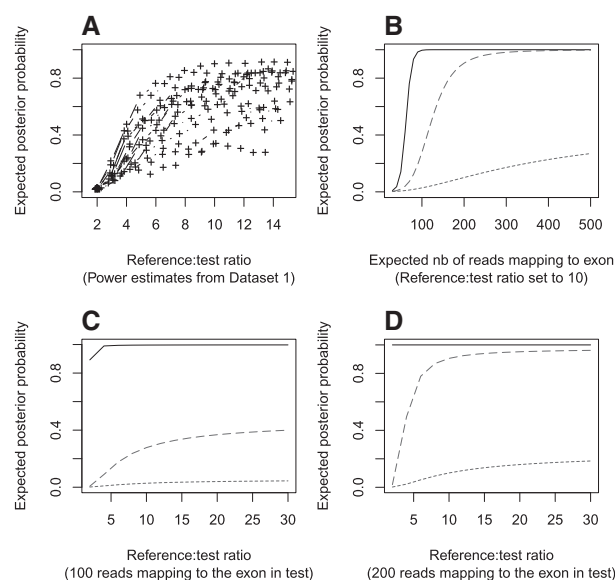 A
Expected posterior probability
0.8
0.4
0.0
2 4 6 8 10 12 14
Reference:test ratio
(Power estimates from Dataset 1)
B
Expected posterior probability
0.8
0.4
0.0
100 200 300 400 500
Expected nb of reads mapping to exon
(Reference:test ratio set to 10)
C
Expected posterior probability
0.8
0.4
0.0
5 10 15 20 25 30
Reference:test ratio
(100 reads mapping to the exon in test)
D
Expected posterior probability
0.8
0.4
0.0
5 10 15 20 25 30
Reference:test ratio
(200 reads mapping to the exon in test)